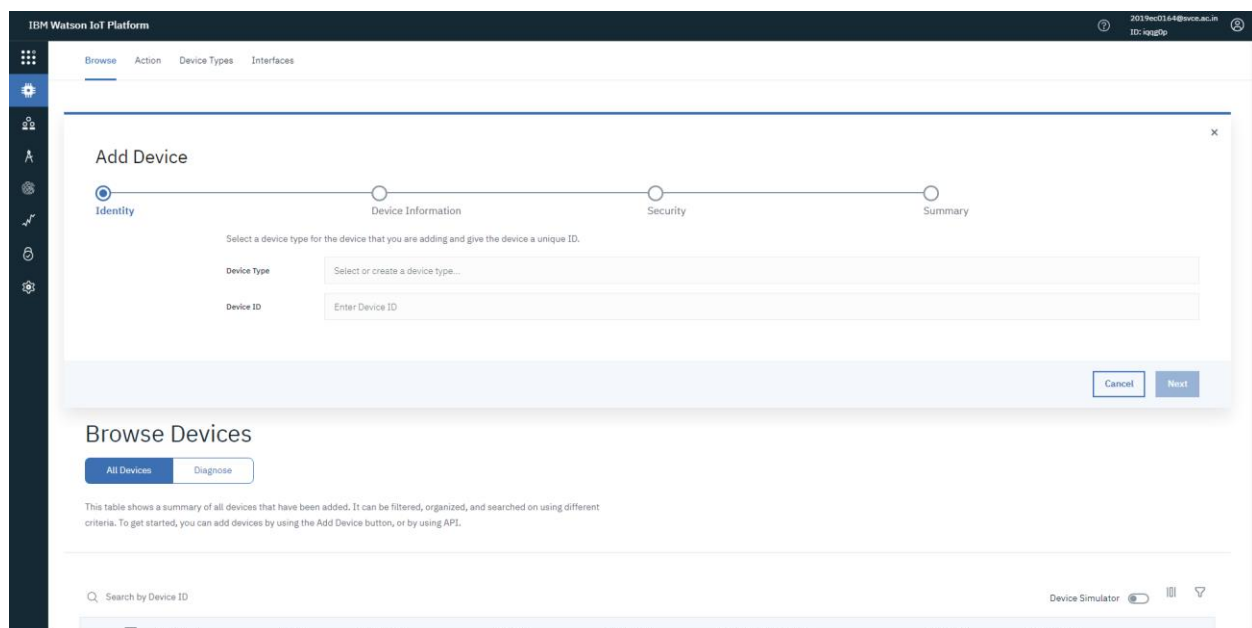 IBM Watson IoT Platform
2019ec0164@svce.ac.in
ID: iqqg0p
Browse Action Device Types Interfaces
Add Device
Identity Device Information Security Summary
Select a device type for the device that you are adding and give the device a unique ID.
Device Type Select or create a device type...
Device ID Enter Device ID
Cancel Next
Browse Devices
All Devices Diagnose
This table shows a summary of all devices that have been added. It can be filtered, organized, and searched on using different
criteria. To get started, you can add devices by using the Add Device button, or by using API.
Search by Device ID Device Simulator